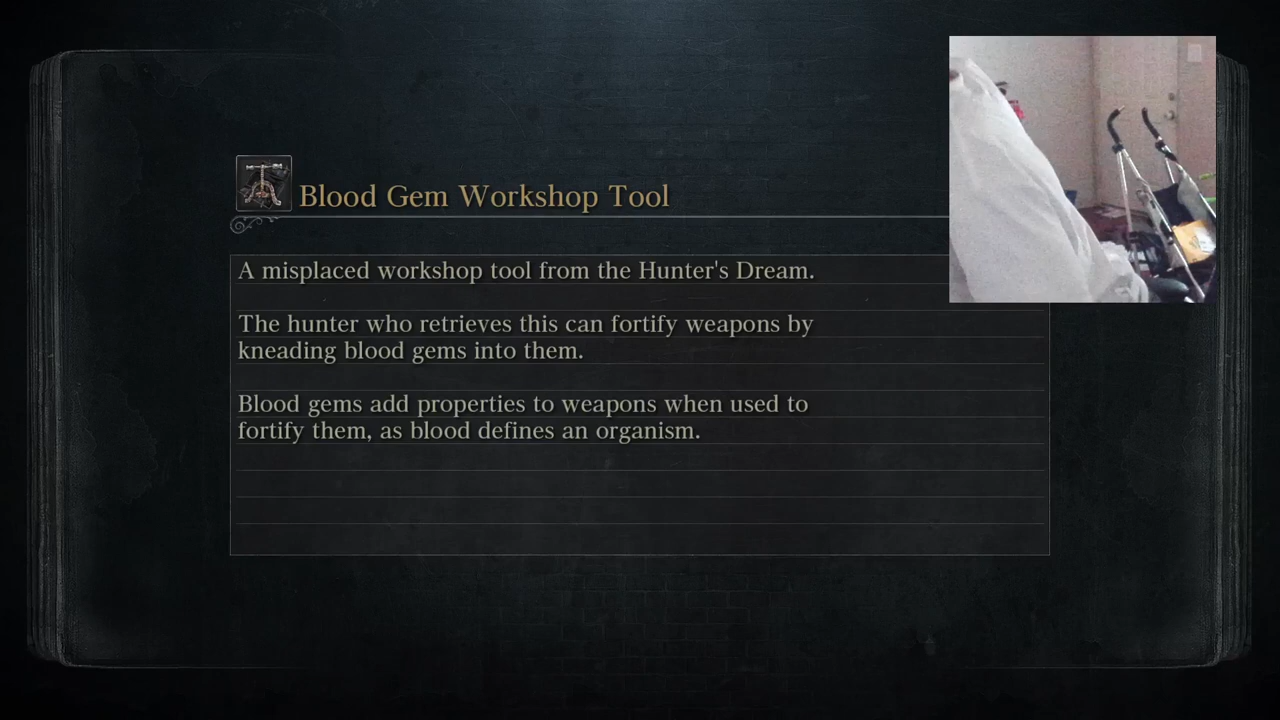 Blood Gem Workshop Tool
A misplaced workshop tool from the Hunter's Dream.
The hunter who retrieves this can fortify weapons by
kneading blood gems into them.
Blood gems add properties to weapons when used to
fortify them, as blood defines an organism.